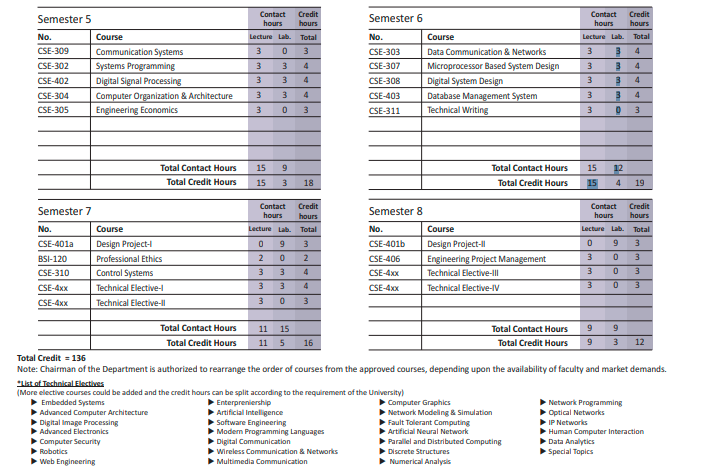 Semester 5 Contact hours Credit hours
No. Course Lecture Lab. Total
CSE-309 Communication Systems 3 0 3
CSE-302 Systems Programming 3 3 4
CSE-402 Digital Signal Processing 3 3 4
CSE-304 Computer Organization & Architecture 3 3 4
CSE-305 Engineering Economics 3 0 3
Total Contact Hours 15 9
Total Credit Hours 15 3 18
Semester 6 Contact hours Credit hours
No. Course Lecture Lab. Total
CSE-303 Data Communication & Networks 3 3 4
CSE-307 Microprocessor Based System Design 3 3 4
CSE-308 Digital System Design 3 3 4
CSE-403 Database Management System 3 3 4
CSE-311 Technical Writing 3 0 3
Total Contact Hours 15 12
Total Credit Hours 15 4 19
Semester 7 Contact hours Credit hours
No. Course Lecture Lab. Total
CSE-401a Design Project-I 0 9 3
BSI-120 Professional Ethics 2 0 2
CSE-310 Control Systems 3 3 4
CSE-4xx Technical Elective-I 3 3 4
CSE-4xx Technical Elective-II 3 0 3
Total Contact Hours 11 15
Total Credit Hours 11 5 16
Semester 8 Contact hours Credit hours
No. Course Lecture Lab. Total
CSE-401b Design Project-II 0 9 3
CSE-406 Engineering Project Management 3 0 3
CSE-4xx Technical Elective-III 3 0 3
CSE-4xx Technical Elective-IV 3 0 3
Total Contact Hours 9 9
Total Credit Hours 9 3 12
Total Credit = 136
Note: Chairman of the Department is authorized to rearrange the order of courses from the approved courses, depending upon the availability of faculty and market demands.
*List of Technical Electives
(More elective courses could be added and the credit hours can be split according to the requirement of the University)
▶ Embedded Systems
▶ Advanced Computer Architecture
▶ Digital Image Processing
▶ Advanced Electronics
▶ Computer Security
▶ Robotics
▶ Web Engineering
▶ Enterpreniership
▶ Artificial Intelligence
▶ Software Engineering
▶ Modern Programming Languages
▶ Digital Communication
▶ Wireless Communication & Networks
▶ Multimedia Communication
▶ Computer Graphics
▶ Network Modeling & Simulation
▶ Fault Tolerant Computing
▶ Artificial Neural Network
▶ Parallel and Distributed Computing
▶ Discrete Structures
▶ Numerical Analysis
▶ Network Programming
▶ Optical Networks
▶ IP Networks
▶ Human Computer Interaction
▶ Data Analytics
▶ Special Topics